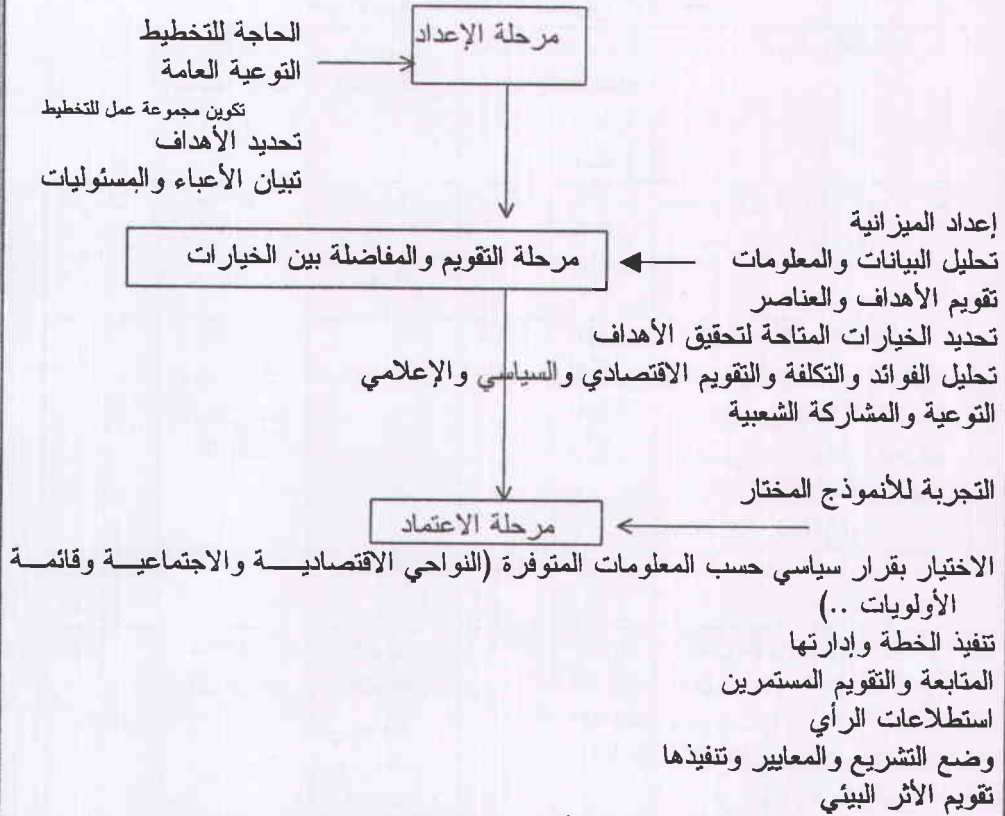 الحاجة للتخطيط
مرحلة الإعداد
التوعية العامة
تكوين مجموعة عمل للتخطيط
تحديد الأهداف
تبيان الأعباء والمسئوليات
إعداد الميزانية
تحليل البيانات والمعلومات
مرحلة التقويم والمفاضلة بين الخيارات
تقويم الأهداف والعناصر
تحديد الخيارات المتاحة لتحقيق الأهداف
تحليل الفوائد والتكلفة والتقويم الاقتصادي والسياسي والإعلامي
التوعية والمشاركة الشعبية
التجربة للأنموذج المختار
مرحلة الاعتماد
الاختيار بقرار سياسي حسب المعلومات المتوفرة (النواحي الاقتصادية والاجتماعية وقائمة
الأولويات ..)
تنفيذ الخطة وإدارتها
المتابعة والتقويم المستمرين
استطلاعات الرأي
وضع التشريع والمعايير وتنفيذها
تقويم الأثر البيئي